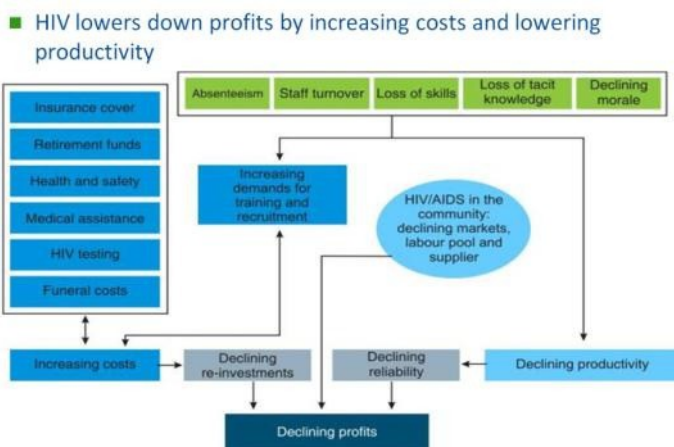 HIV lowers down profits by increasing costs and lowering
productivity
Absenteeism
Staff turnover
Loss of skills
Loss of tacit
knowledge
Declining
morale
Insurance cover
Retirement funds
Health and safety
Medical assistance
HIV testing
Funeral costs
Increasing
demands for
training and
recruitment
HIV/AIDS in the
community:
declining markets,
labour pool and
supplier
Increasing costs
Declining
re-investments
Declining
reliability
Declining productivity
Declining profits